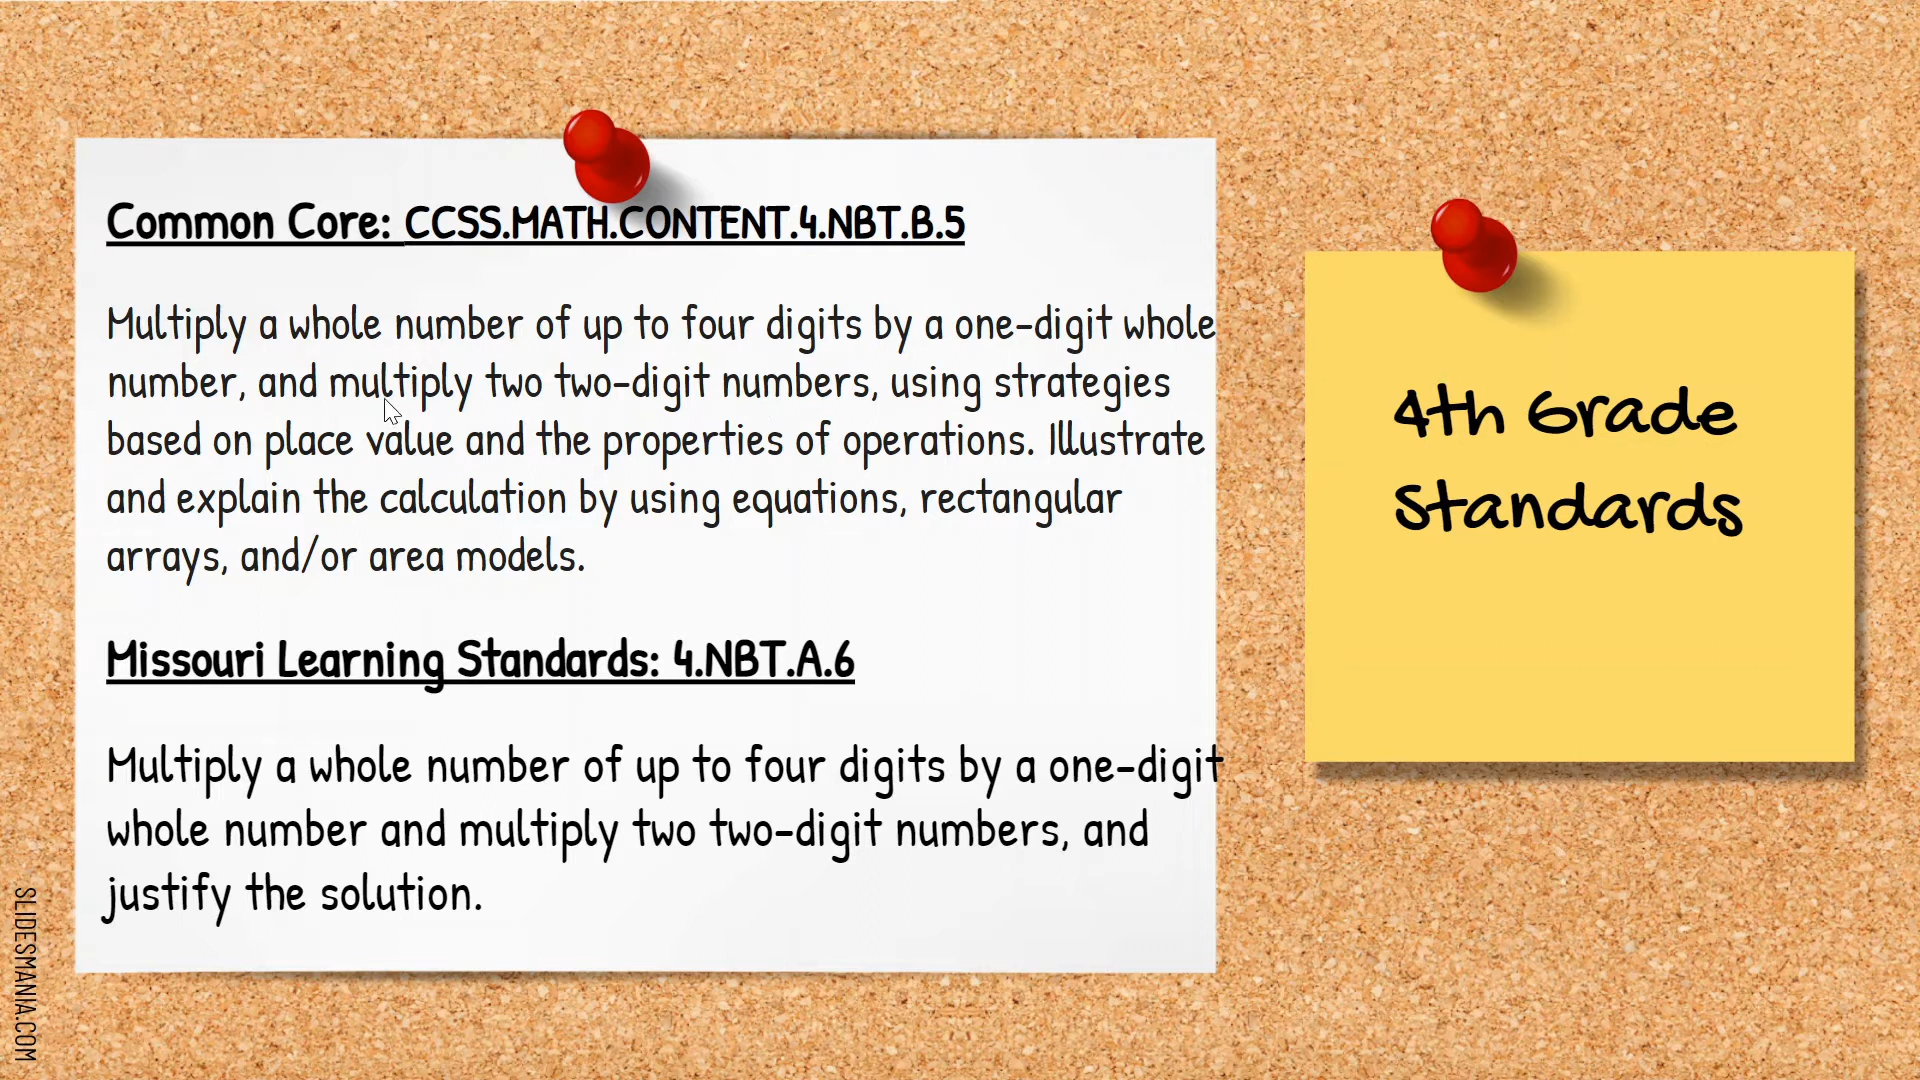 Common Core: CCSS.MATH.CONTENT.4.NBT.B.5
Multiply a whole number of up to four digits by a one-digit whole
number, and multiply two two-digit numbers, using strategies
based on place value and the properties of operations. Illustrate
and explain the calculation by using equations, rectangular
arrays, and/or area models.
Missouri Learning Standards: 4.NBT.A.6
Multiply a whole number of up to four digits by a one-digit
whole number and multiply two two-digit numbers, and
justify the solution.
4th Grade
Standards
SLIDESMANIA.COM